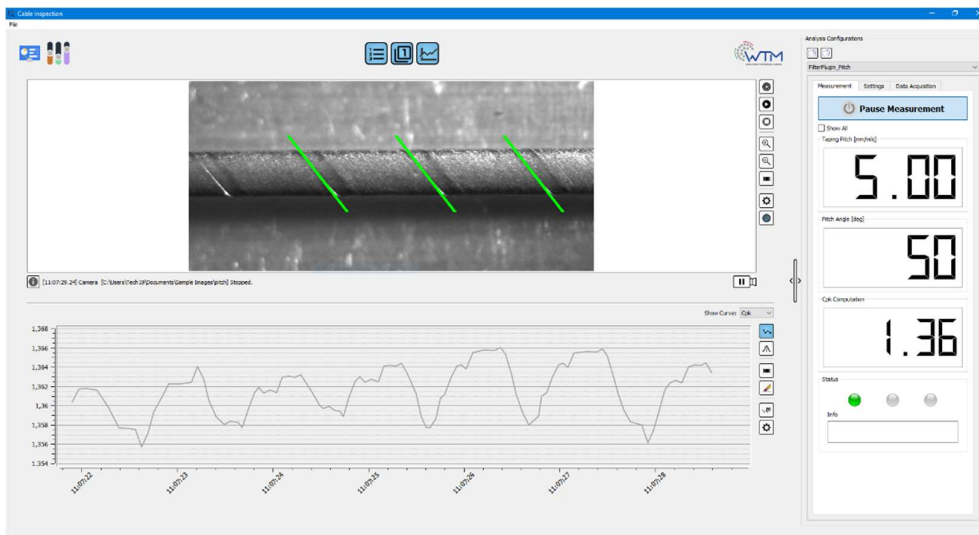 Cable Inspection
File
WTM
[11:07:29.24] Camera [C:\Users\Tech19\Documents\Sample Images\pitch] Stopped.
Show Curve: Cpk
1,368
1,366
1,364
1,362
1,36
1,358
1,356
1,354
11:07:22
11:07:23
11:07:24
11:07:25
11:07:26
11:07:27
11:07:28
Analysis Configurations
FilterPlugin_Pitch
Measurement Settings Data Acquisition
Pause Measurement
Show All
Taping Pitch [mm/mils]
5.00
Pitch Angle [deg]
50
Cpk Computation
1.36
Status
Info